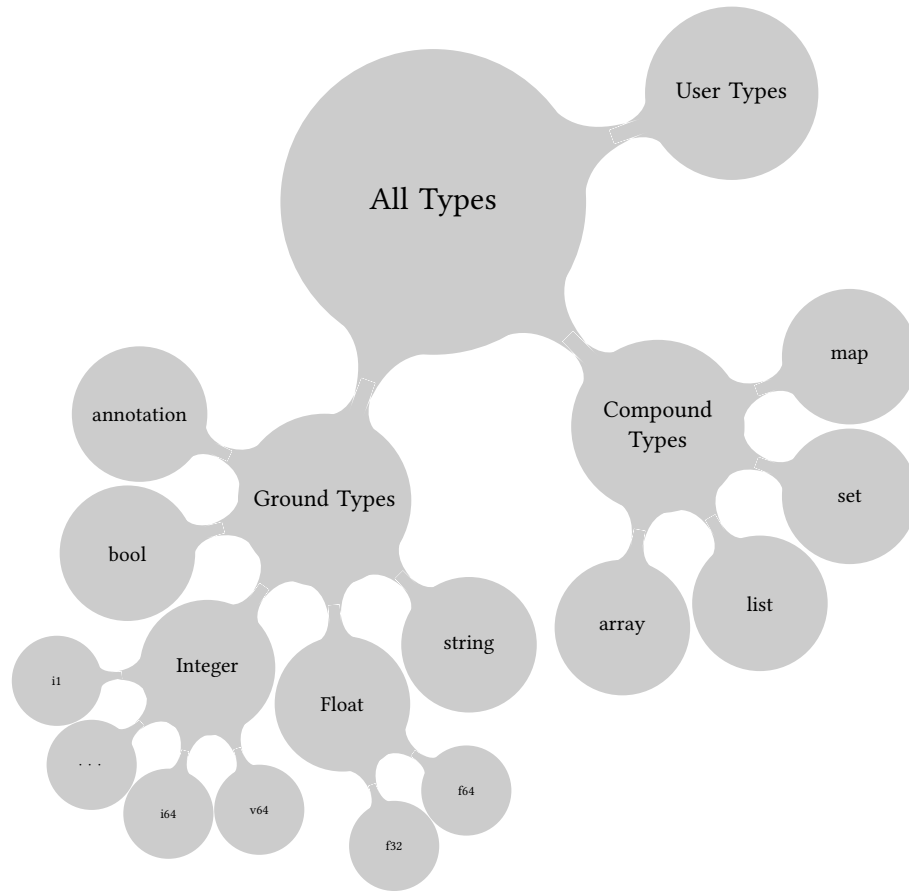 User Types
All Types
map
Compound
Types
annotation
set
Ground Types
bool
list
array
string
Integer
i1
Float
. . .
f64
i64
v64
f32